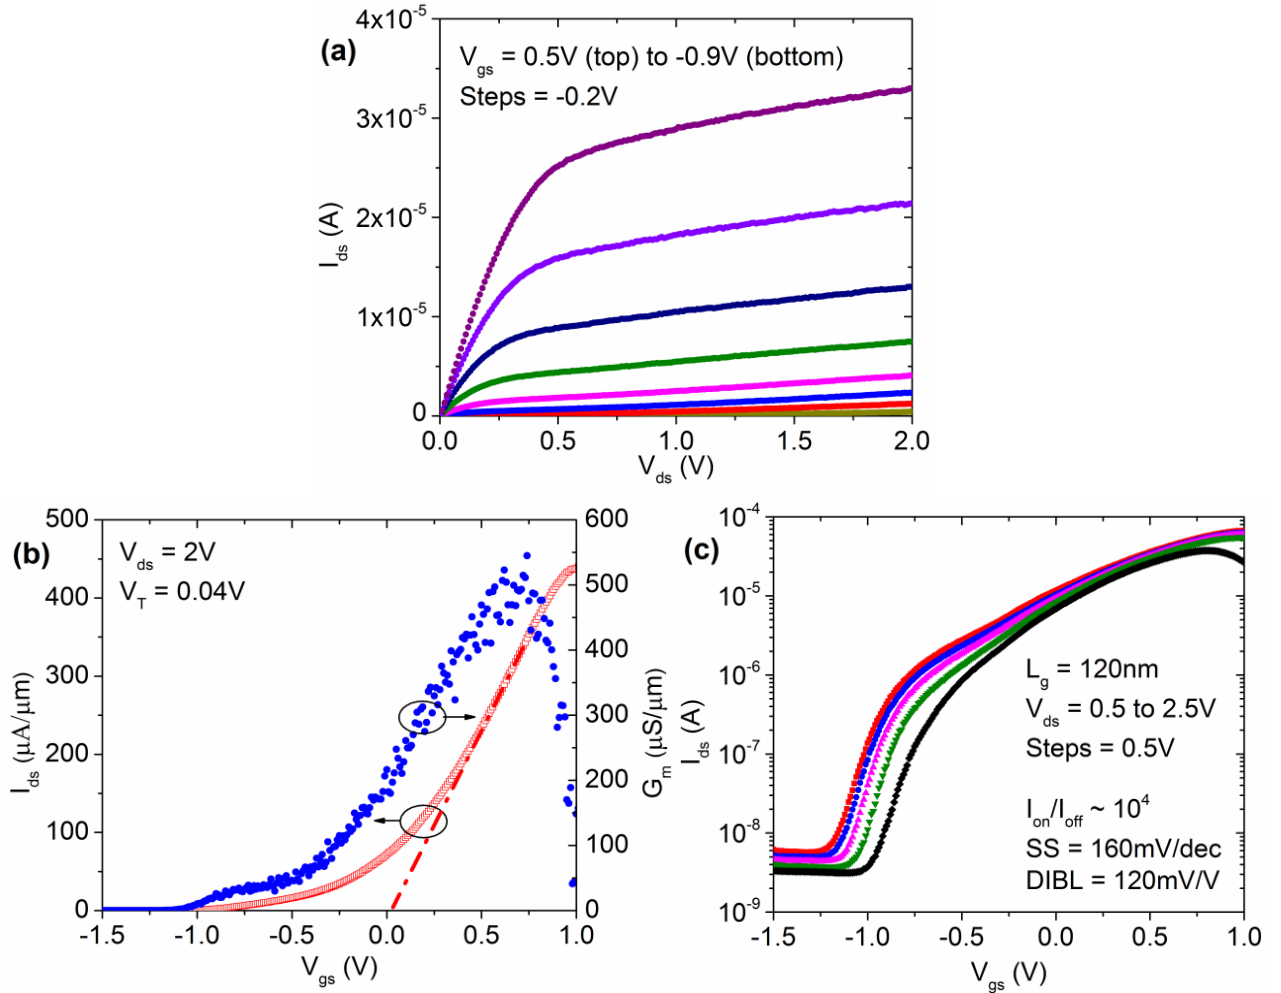 (a)
V_gs = 0.5V (top) to -0.9V (bottom)
Steps = -0.2V
4x10^-5
3x10^-5
2x10^-5
1x10^-5
0
I_ds (A)
0.0 0.5 1.0 1.5 2.0
V_ds (V)
(b)
V_ds = 2V
V_T = 0.04V
500
400
300
200
100
0
I_ds (μA/μm)
600
500
400
300
200
100
0
G_m (μS/μm)
-1.5 -1.0 -0.5 0.0 0.5 1.0
V_gs (V)
(c)
10^-4
10^-5
10^-6
10^-7
10^-8
10^-9
I_ds (A)
L_g = 120nm
V_ds = 0.5 to 2.5V
Steps = 0.5V
I_on/I_off ~ 10^4
SS = 160mV/dec
DIBL = 120mV/V
-1.5 -1.0 -0.5 0.0 0.5 1.0
V_gs (V)